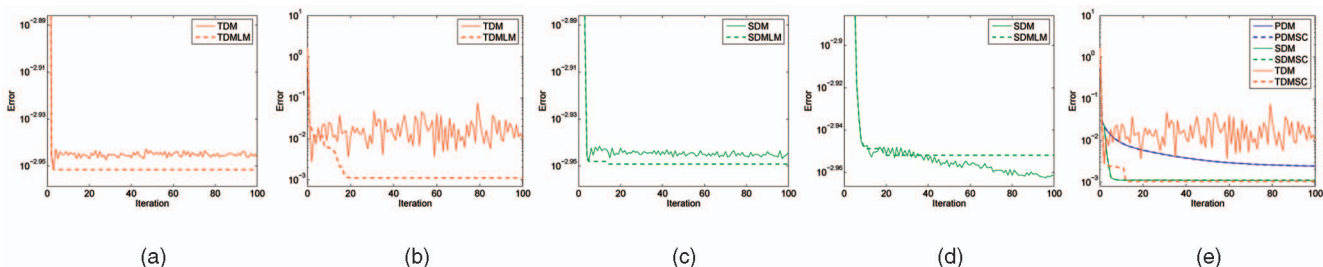 10^-2.89
10^-2.91
10^-2.93
10^-2.95
Error
0 20 40 60 80 100
Iteration
TDM
TDMLM
(a)
10^1
10^0
10^-1
10^-2
10^-3
Error
0 20 40 60 80 100
Iteration
TDM
TDMLM
(b)
10^-2.89
10^-2.91
10^-2.93
10^-2.95
Error
0 20 40 60 80 100
Iteration
SDM
SDMLM
(c)
10^-2.9
10^-2.92
10^-2.94
10^-2.96
Error
0 20 40 60 80 100
Iteration
SDM
SDMLM
(d)
10^1
10^0
10^-1
10^-2
10^-3
Error
0 20 40 60 80 100
Iteration
PDM
PDMSC
SDM
SDMSC
TDM
TDMSC
(e)